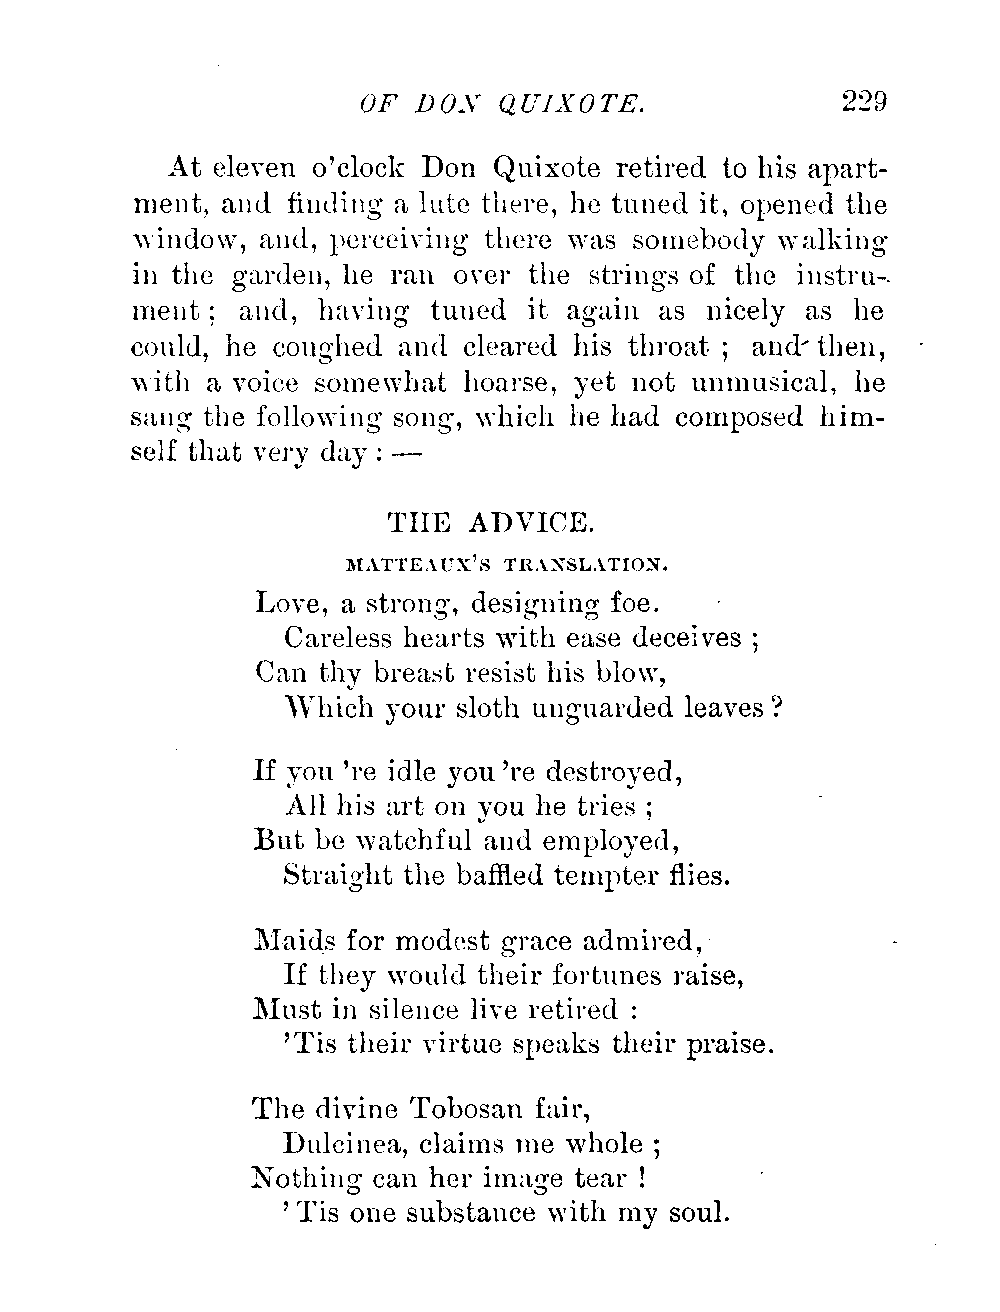 OF DON QUIXOTE. 229
At eleven o'clock Don Quixote retired to his apart-
ment, and finding a lute there, he tuned it, opened the
window, and, perceiving there was somebody walking
in the garden, he ran over the strings of the instru-
ment ; and, having tuned it again as nicely as he
could, he coughed and cleared his throat ; and then,
with a voice somewhat hoarse, yet not unmusical, he
sang the following song, which he had composed him-
self that very day : —
THE ADVICE.
MATTEAUX'S TRANSLATION.
Love, a strong, designing foe.
Careless hearts with ease deceives ;
Can thy breast resist his blow,
Which your sloth unguarded leaves ?
If you 're idle you 're destroyed,
All his art on you he tries ;
But be watchful and employed,
Straight the baffled tempter flies.
Maids for modest grace admired,
If they would their fortunes raise,
Must in silence live retired :
'Tis their virtue speaks their praise.
The divine Tobosan fair,
Dulcinea, claims me whole ;
Nothing can her image tear !
' Tis one substance with my soul.